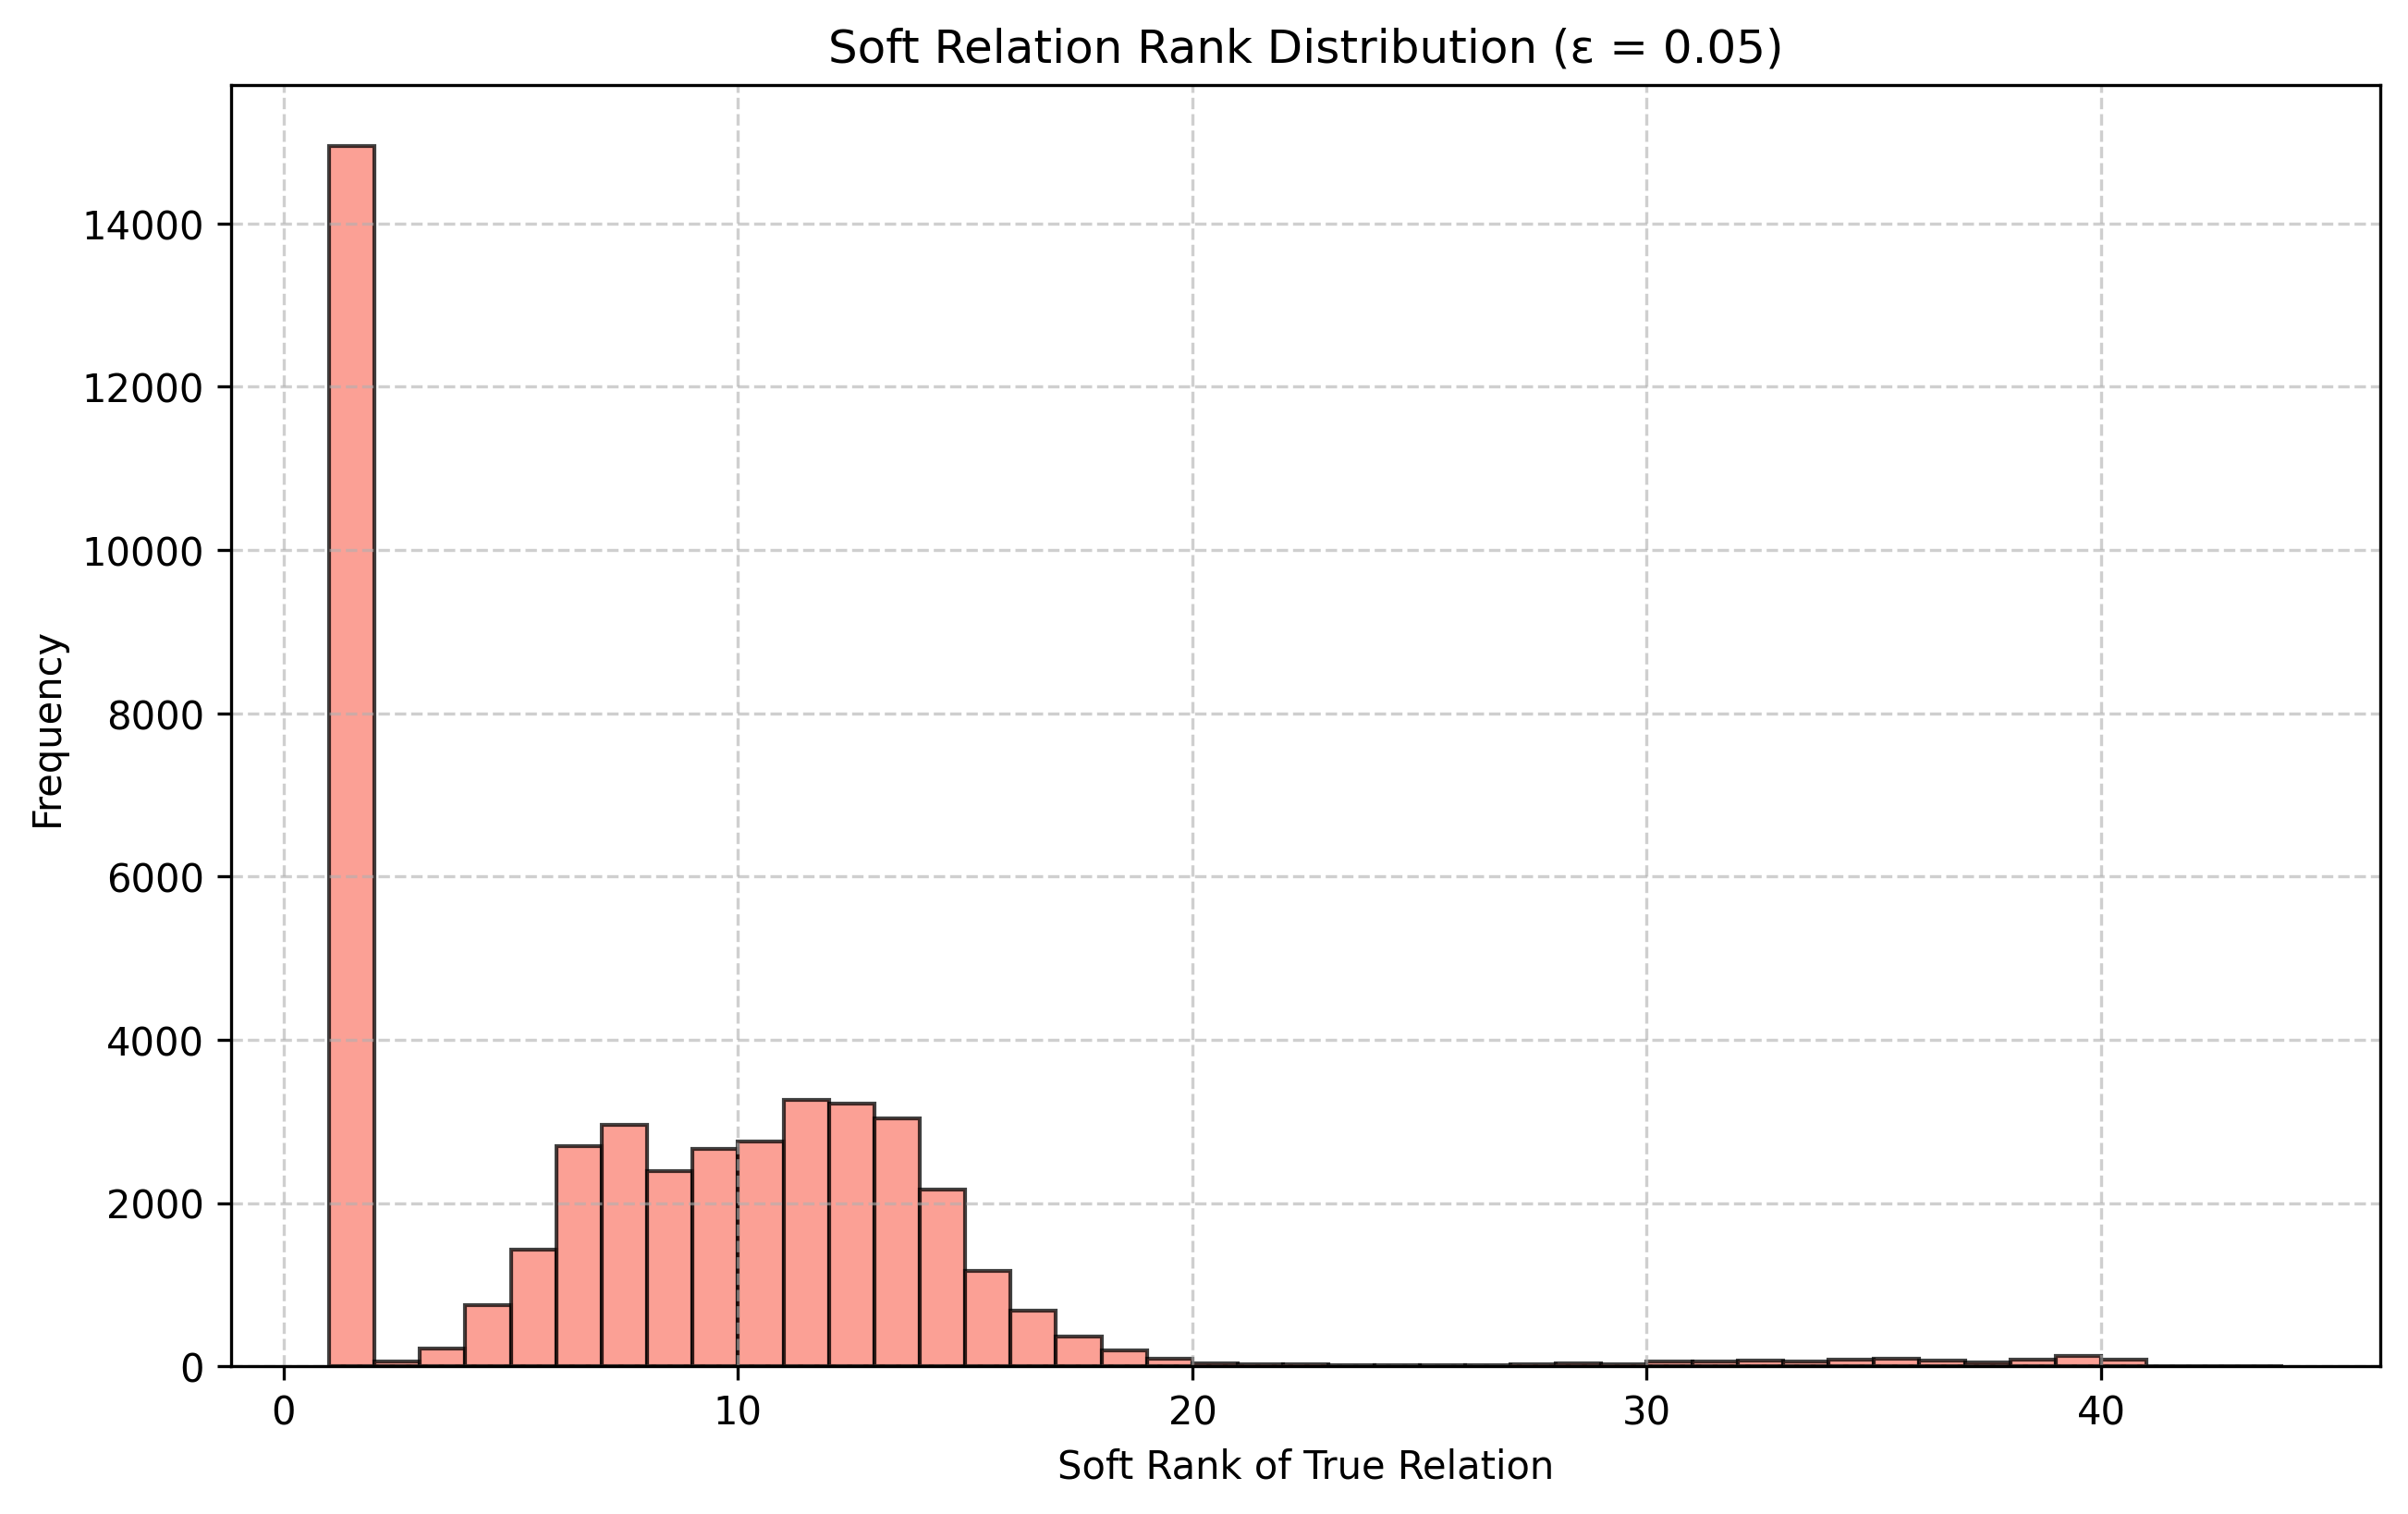 Soft Relation Rank Distribution (ε = 0.05)
14000
12000
10000
8000
6000
4000
2000
0
Frequency
0 10 20 30 40
Soft Rank of True Relation